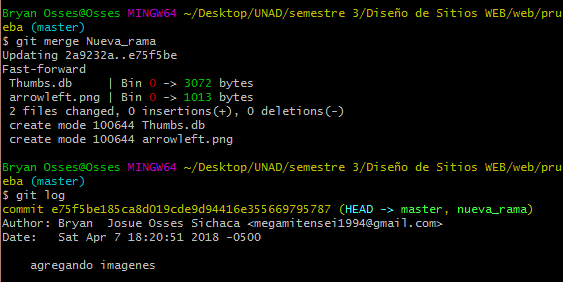 Bryan Osses@Osses MINGW64 ~/Desktop/UNAD/semestre 3/Diseño de Sitios WEB/web/pru
eba (master)
$ git merge Nueva_rama
Updating 2a9232a..e75f5be
Fast-forward
 Thumbs.db     | Bin 0 -> 3072 bytes
 arrowleft.png | Bin 0 -> 1013 bytes
 2 files changed, 0 insertions(+), 0 deletions(-)
 create mode 100644 Thumbs.db
 create mode 100644 arrowleft.png
Bryan Osses@Osses MINGW64 ~/Desktop/UNAD/semestre 3/Diseño de Sitios WEB/web/pru
eba (master)
$ git log
commit e75f5be185ca8d019cde9d94416e355669795787 (HEAD -> master, nueva_rama)
Author: Bryan  Josue Osses Sichaca <megamitensei1994@gmail.com>
Date:   Sat Apr 7 18:20:51 2018 -0500
    agregando imagenes